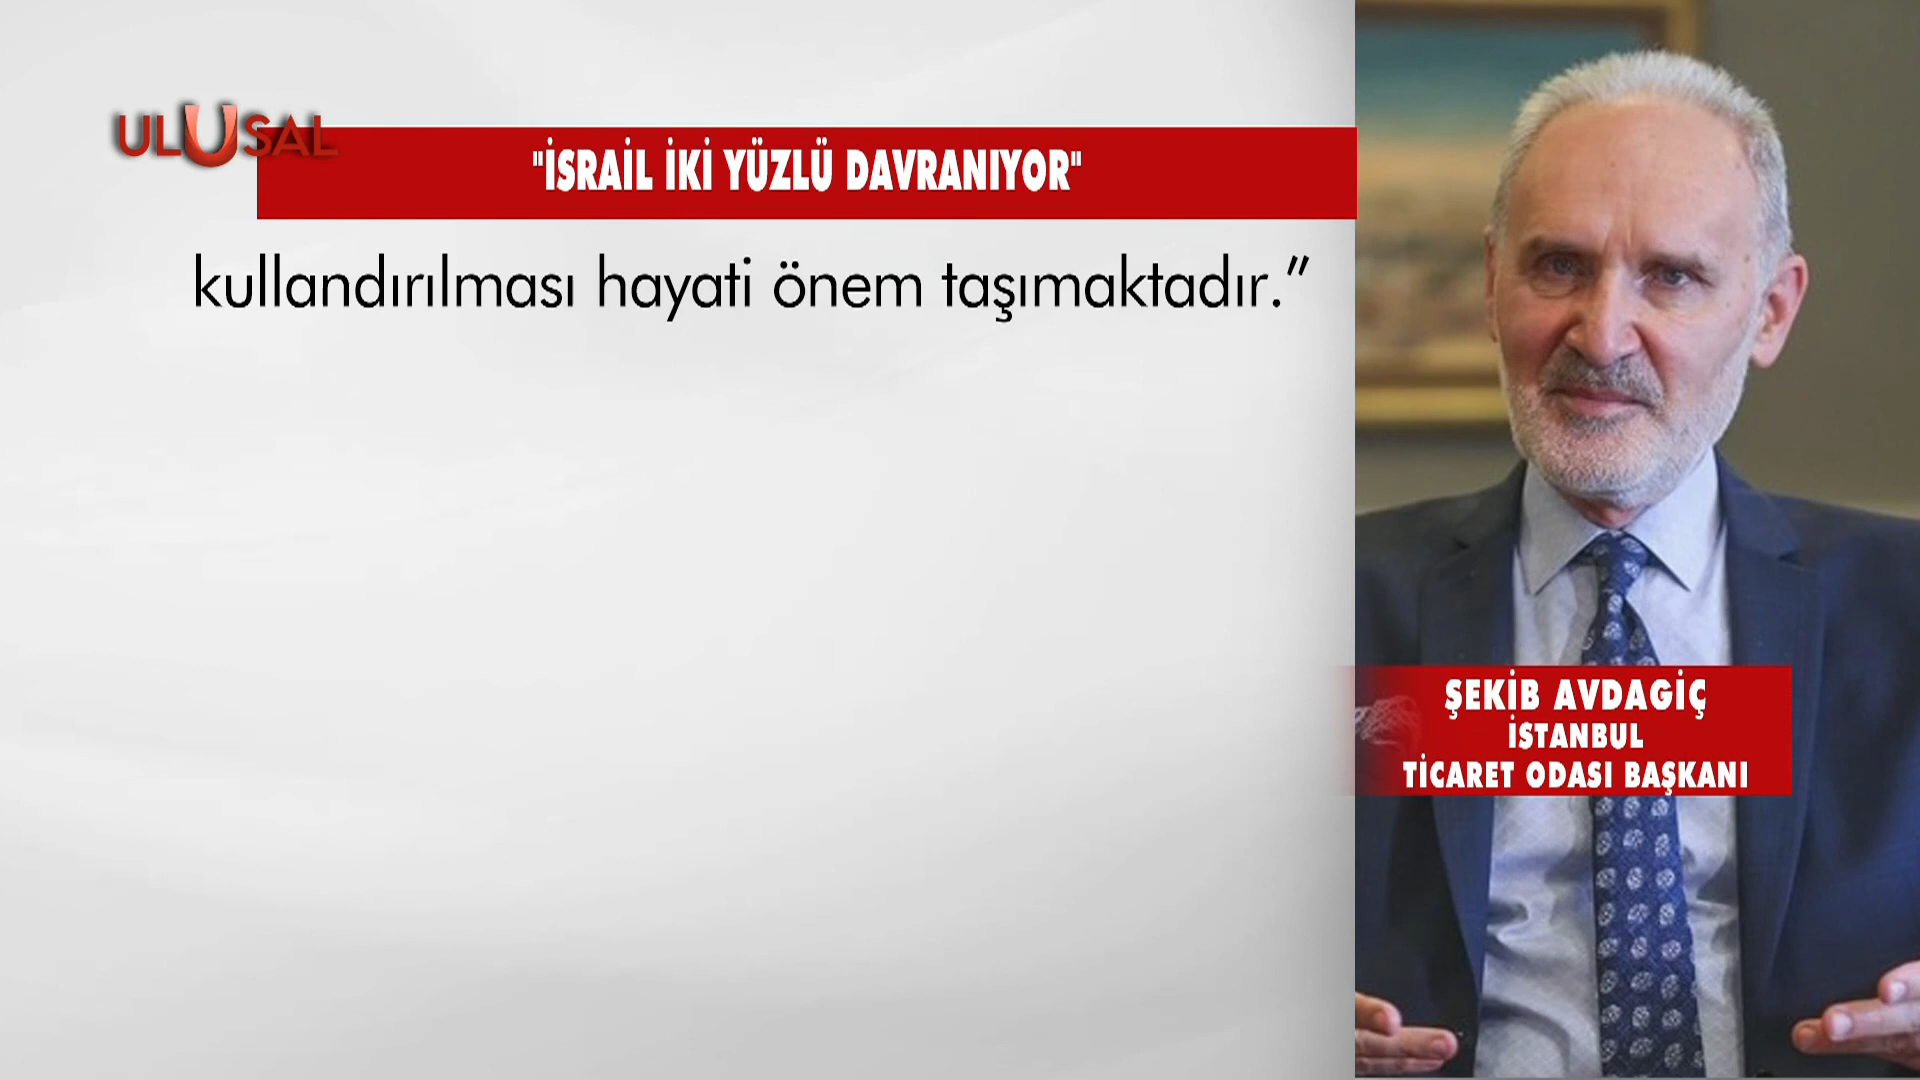 ULUSAL
"İSRAİL İKİ YÜZLÜ DAVRANIYOR"
kullandırılması hayati önem taşımaktadır."
ŞEKİB AVDAGİÇ
İSTANBUL
TİCARET ODASI BAŞKANI